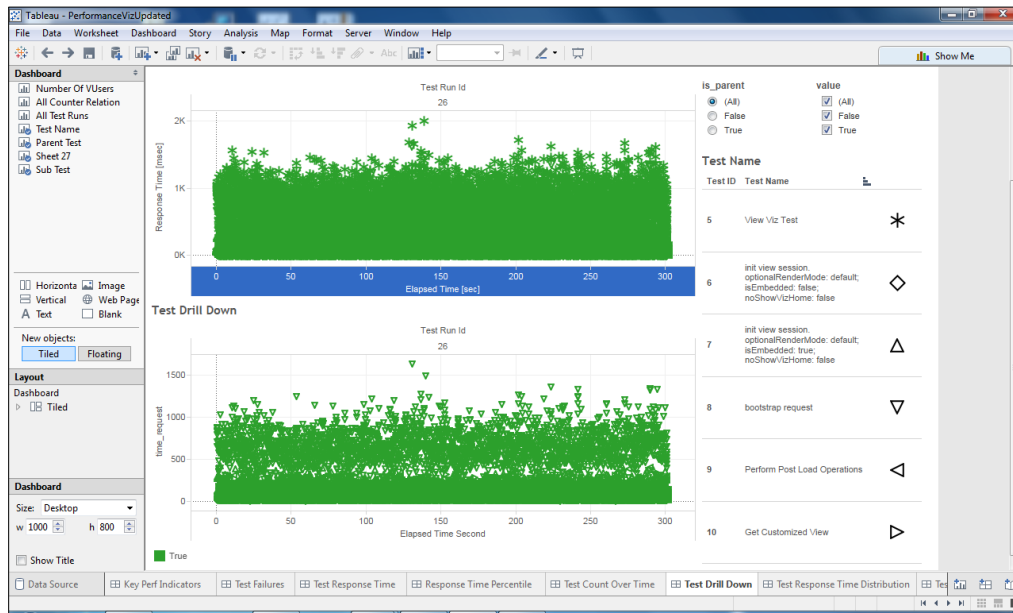 Tableau - PerformanceVizUpdated
File Data Worksheet Dashboard Story Analysis Map Format Server Window Help
Abc
Show Me
Dashboard
Number Of VUsers
All Counter Relation
All Test Runs
Test Name
Parent Test
Sheet 27
Sub Test
Horizonta Image
Vertical Web Page
A Text Blank
New objects:
Tiled Floating
Layout
Dashboard
Tiled
Dashboard
Size: Desktop
w 1000 h 800
Show Title
Test Run Id
26
Response Time [msec]
2K
1K
0K
0 50 100 150 200 250 300
Elapsed Time [sec]
Test Drill Down
Test Run Id
26
time_request
1500
1000
500
0
0 50 100 150 200 250 300
Elapsed Time Second
True
is_parent value
(All) (All)
False False
True True
Test Name
Test ID Test Name
5 View Viz Test
6 init view session.
optionalRenderMode: default;
isEmbedded: false;
noShowVizHome: false
7 init view session.
optionalRenderMode: default;
isEmbedded: true;
noShowVizHome: false
8 bootstrap request
9 Perform Post Load Operations
10 Get Customized View
Data Source Key Perf Indicators Test Failures Test Response Time Response Time Percentile Test Count Over Time Test Drill Down Test Response Time Distribution Tes